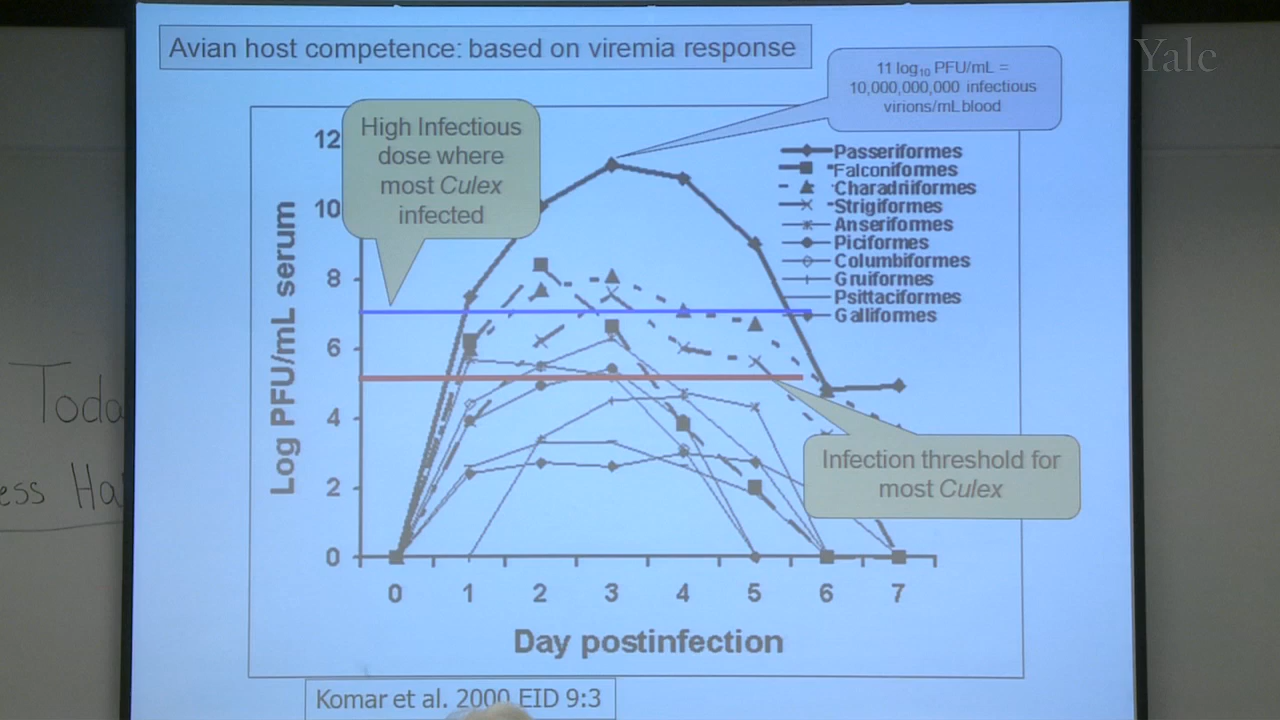 Avian host competence: based on viremia response
Yale
11 log10 PFU/mL =
10,000,000,000 infectious
virions/mL blood
High Infectious
dose where
most Culex
infected
12
10
8
6
4
2
0
Log PFU/mL serum
Passeriformes
Falconiformes
Charadriiformes
Strigiformes
Anseriformes
Piciformes
Columbiformes
Gruiformes
Psittaciformes
Galliformes
Infection threshold for
most Culex
0 1 2 3 4 5 6 7
Day postinfection
Komar et al. 2000 EID 9:3